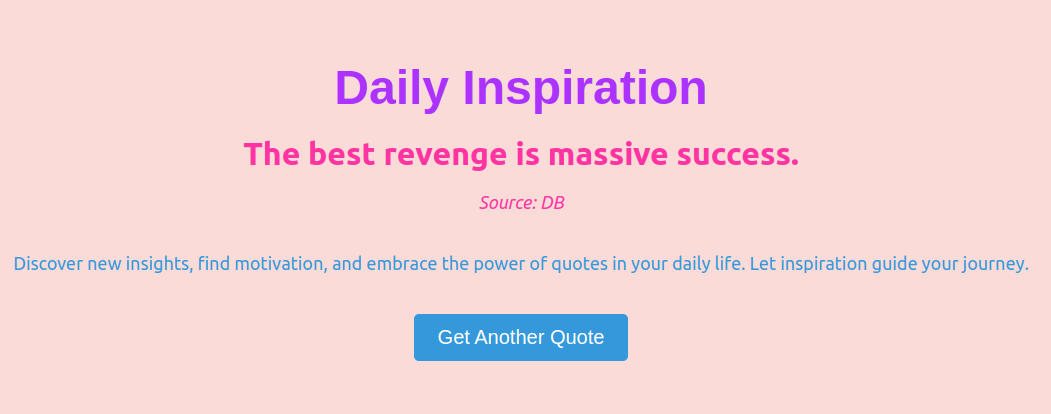 Daily Inspiration
The best revenge is massive success.
Source: DB
Discover new insights, find motivation, and embrace the power of quotes in your daily life. Let inspiration guide your journey.
Get Another Quote